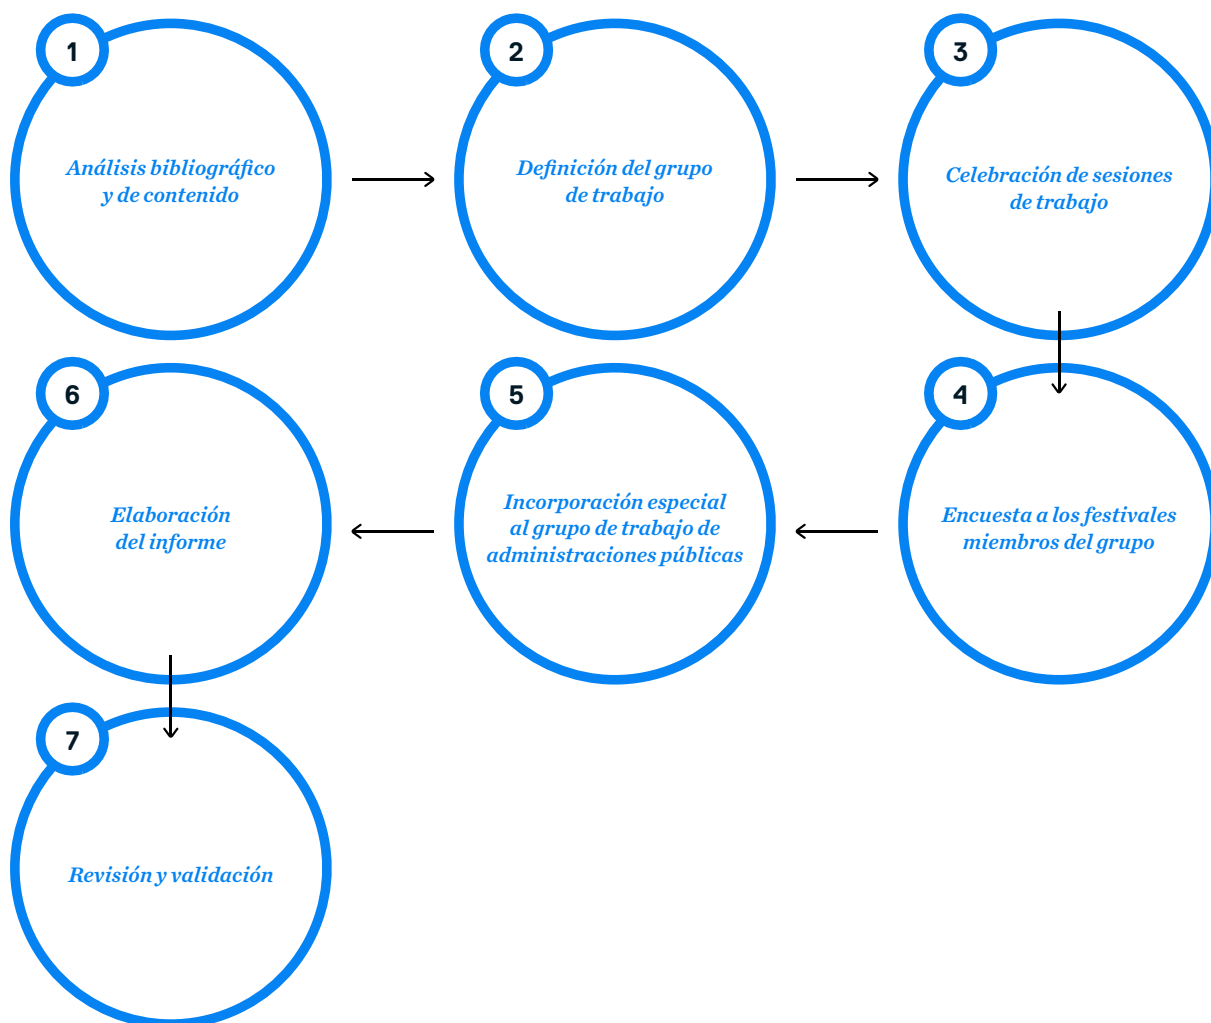 1
Análisis bibliográfico
y de contenido
2
Definición del grupo
de trabajo
3
Celebración de sesiones
de trabajo
4
Encuesta a los festivales
miembros del grupo
5
Incorporación especial
al grupo de trabajo de
administraciones públicas
6
Elaboración
del informe
7
Revisión y validación